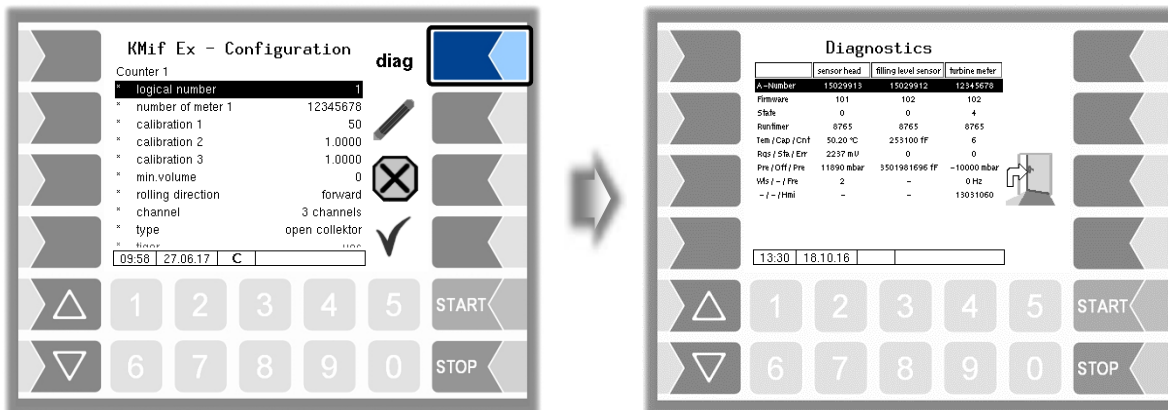 KMif Ex - Configuration
diag
Counter 1
* logical number 1
* number of meter 1 12345678
* calibration 1 50
* calibration 2 1.0000
* calibration 3 1.0000
* min.volume 0
* rolling direction forward
* channel 3 channels
* type open collektor
09:58 27.06.17 C
1 2 3 4 5 START
6 7 8 9 0 STOP
Diagnostics
sensor head filling level sensor turbine meter
A-Number 15029913 15029912 12345678
Firmware 101 102 102
State 0 0 4
Runtimer 8765 8765 8765
Tem / Cap / Cnt 50.20 °C 253100 fF 6
Rqs / Sta / Err 2237 mV 0 0
Pre / Off / Pre 11890 mbar 3501981696 fF -10000 mbar
Wls / - / Fre 2 - 0 Hz
- / - / Hmi - - 13031060
13:30 18.10.16
1 2 3 4 5 START
6 7 8 9 0 STOP